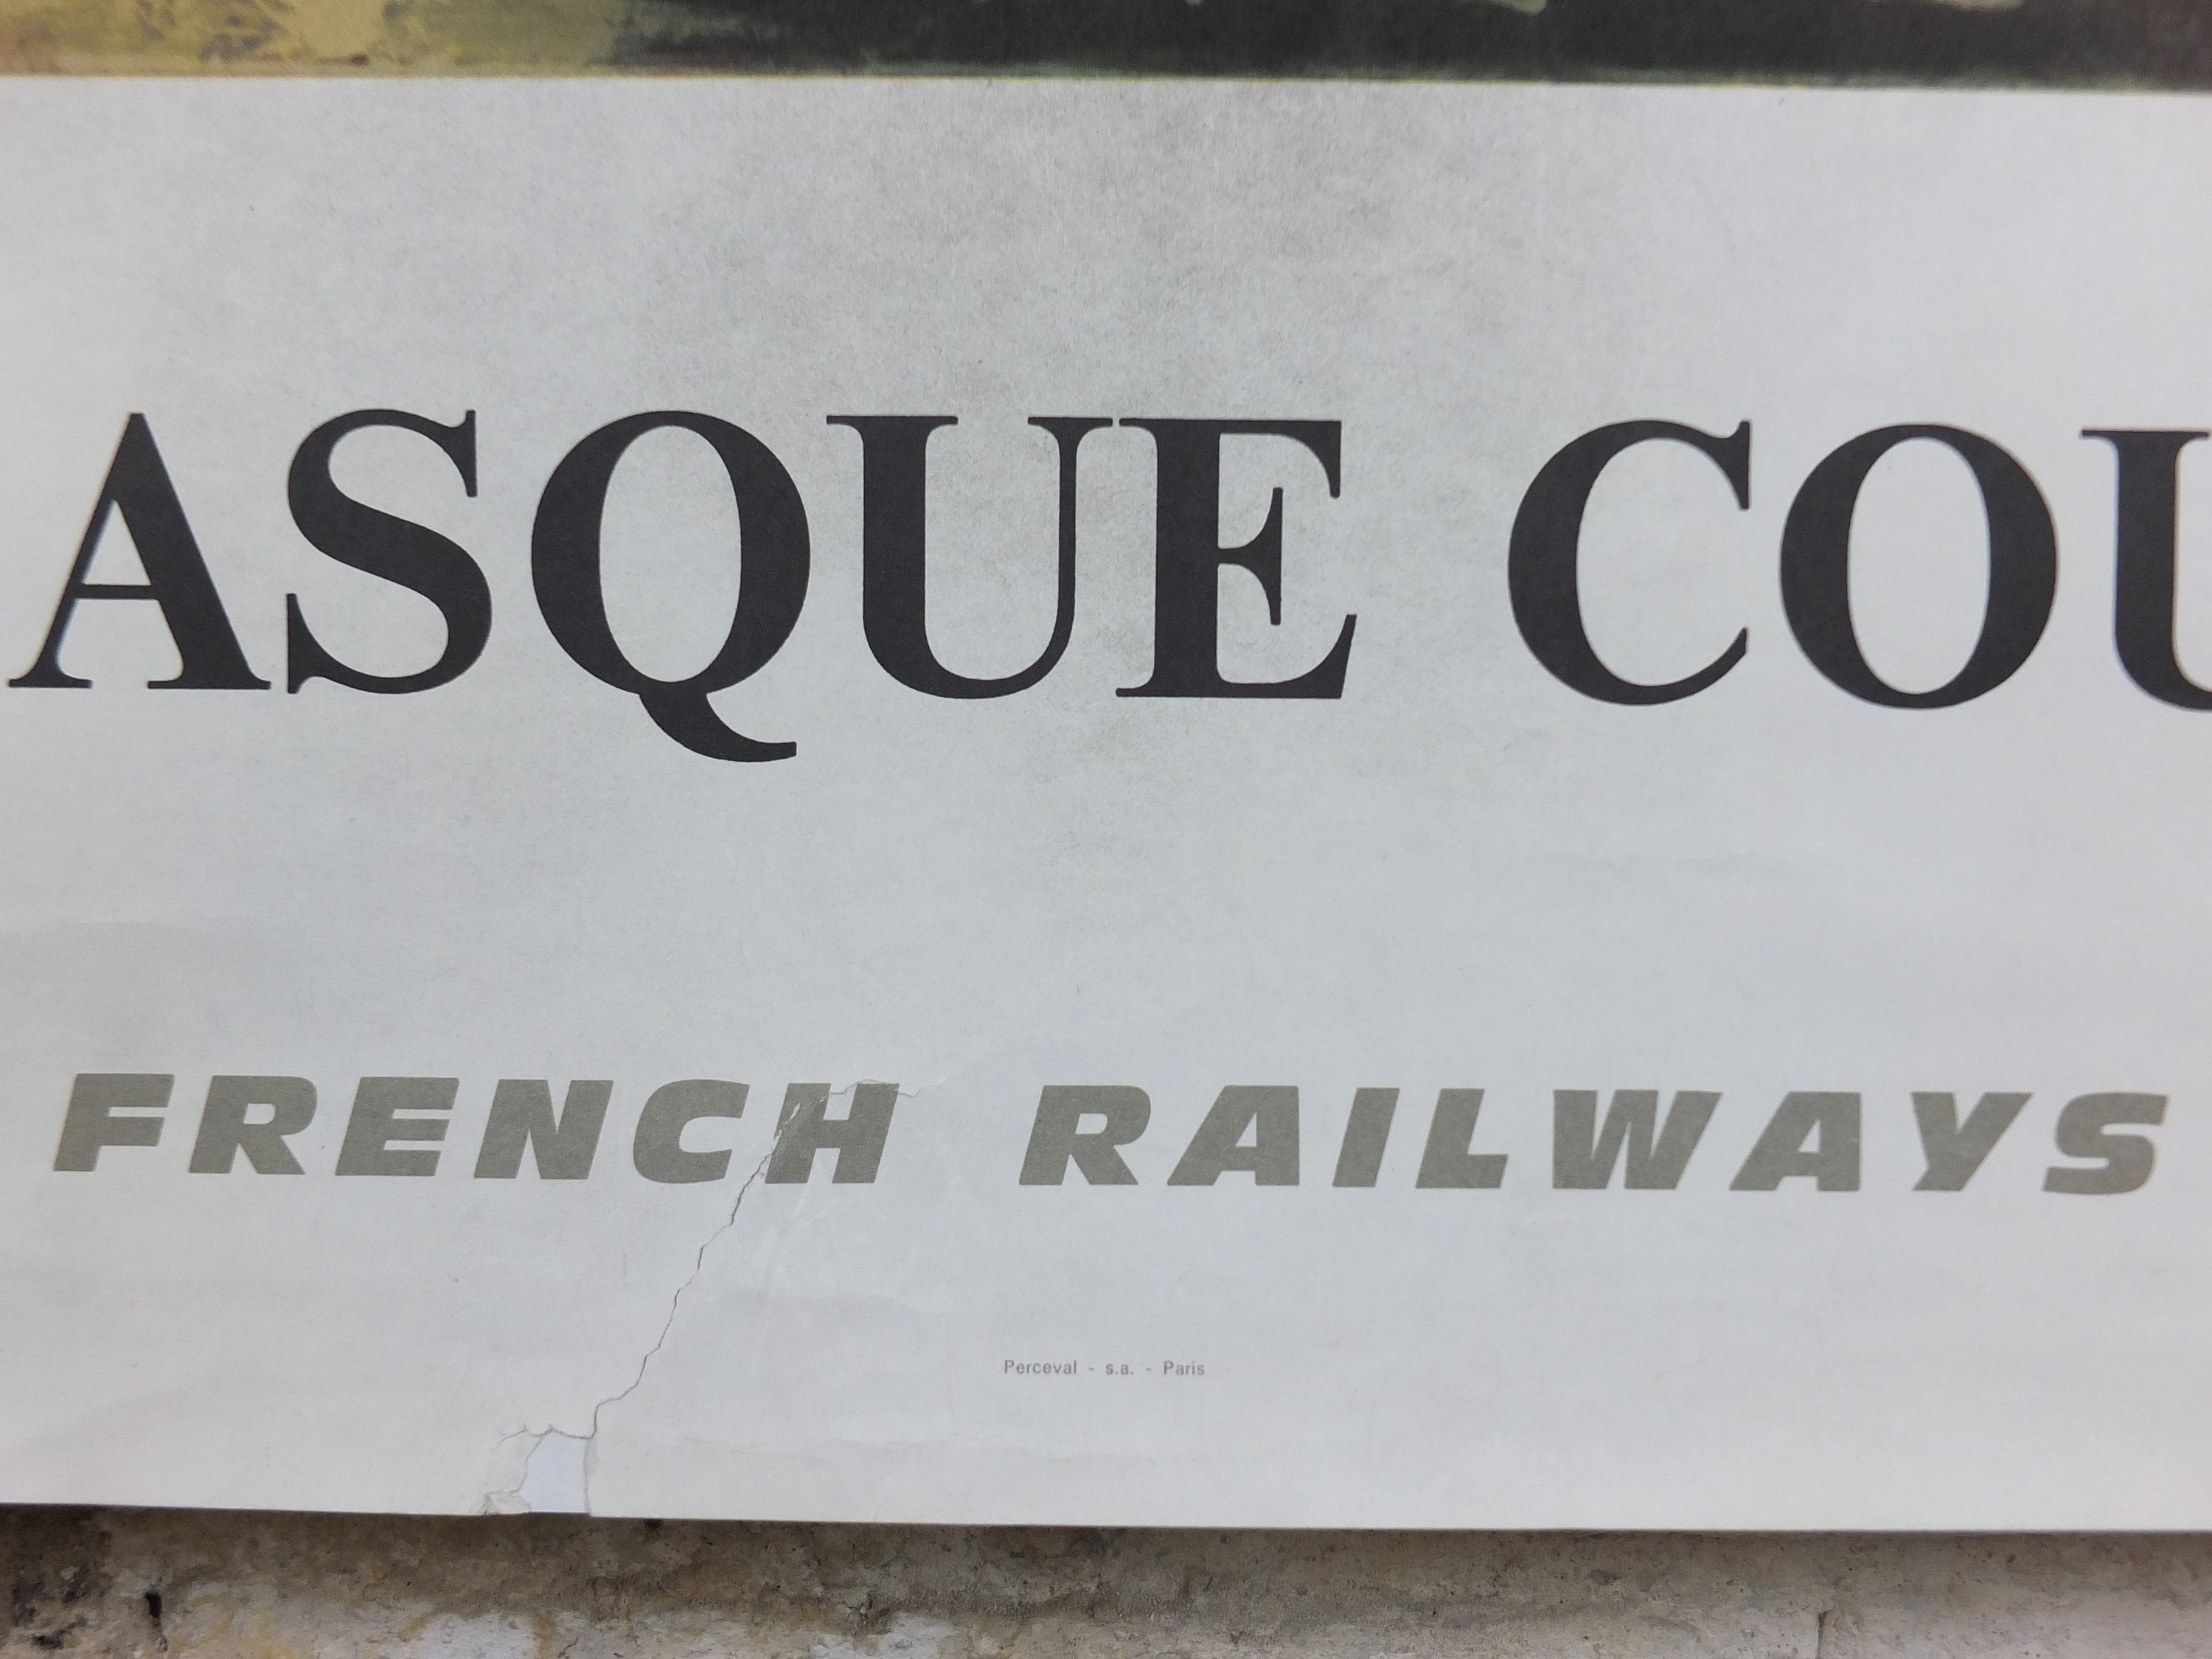 ASQUE COU
FRENCH RAILWAYS
Perceval - s.a. - Paris